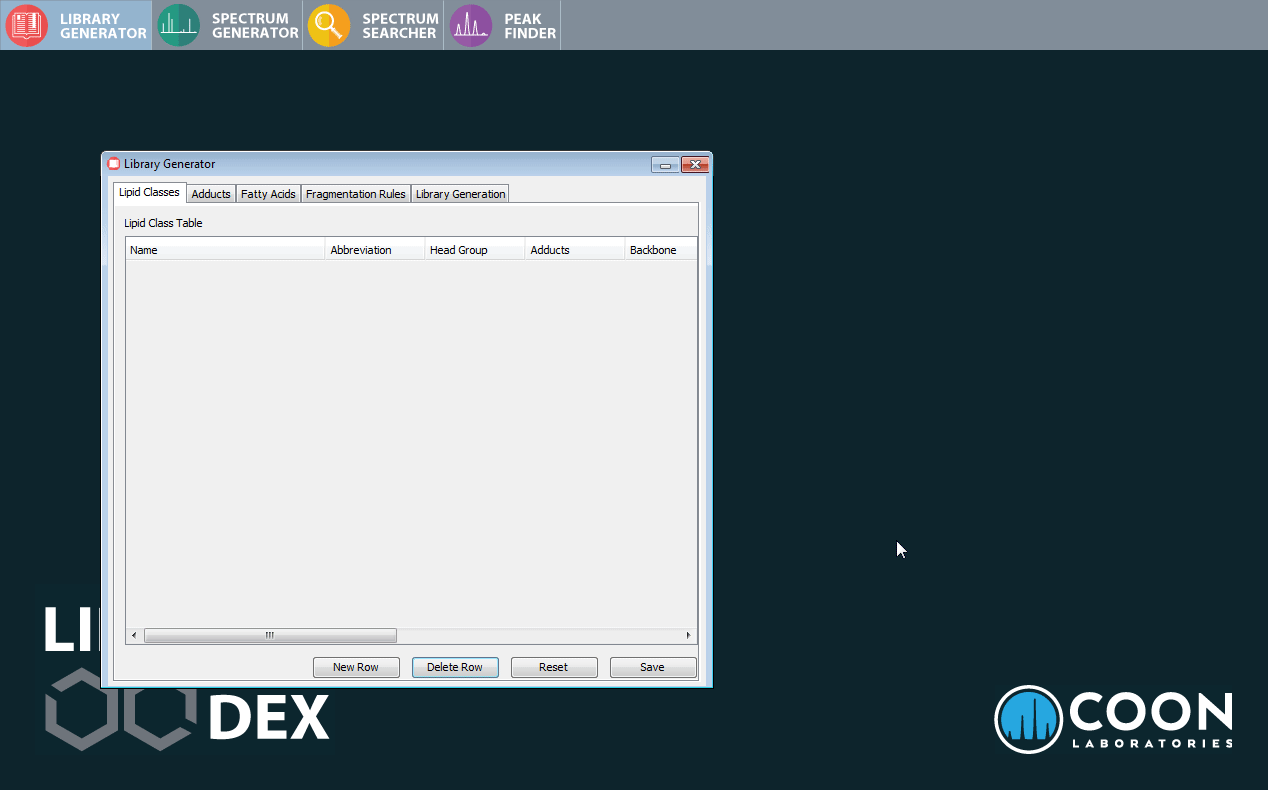 LIBRARY
GENERATOR
SPECTRUM
GENERATOR
SPECTRUM
SEARCHER
PEAK
FINDER
Library Generator
Lipid Classes
Adducts
Fatty Acids
Fragmentation Rules
Library Generation
Lipid Class Table
Name
Abbreviation
Head Group
Adducts
Backbone
New Row
Delete Row
Reset
Save
LI
DEX
COON
LABORATORIES